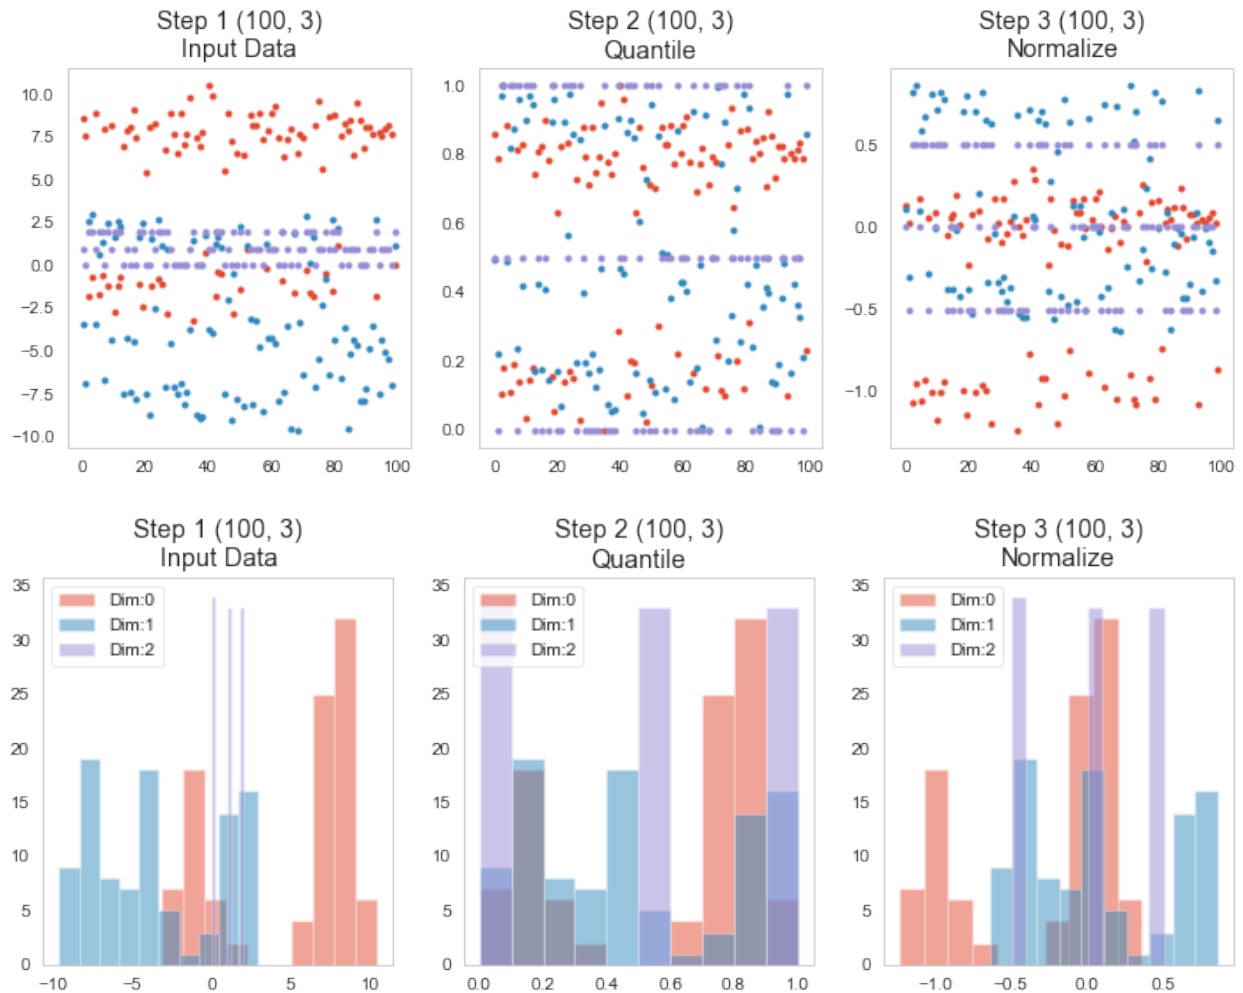 Step 1 (100, 3)
Input Data
Step 2 (100, 3)
Quantile
Step 3 (100, 3)
Normalize
10.0
7.5
5.0
2.5
0.0
−2.5
−5.0
−7.5
−10.0
0 20 40 60 80 100
1.0
0.8
0.6
0.4
0.2
0.0
0 20 40 60 80 100
0.5
0.0
−0.5
−1.0
0 20 40 60 80 100
Step 1 (100, 3)
Input Data
Step 2 (100, 3)
Quantile
Step 3 (100, 3)
Normalize
35
30
25
20
15
10
5
0
Dim:0
Dim:1
Dim:2
−10 −5 0 5 10
35
30
25
20
15
10
5
0
Dim:0
Dim:1
Dim:2
0.0 0.2 0.4 0.6 0.8 1.0
35
30
25
20
15
10
5
0
Dim:0
Dim:1
Dim:2
−1.0 −0.5 0.0 0.5